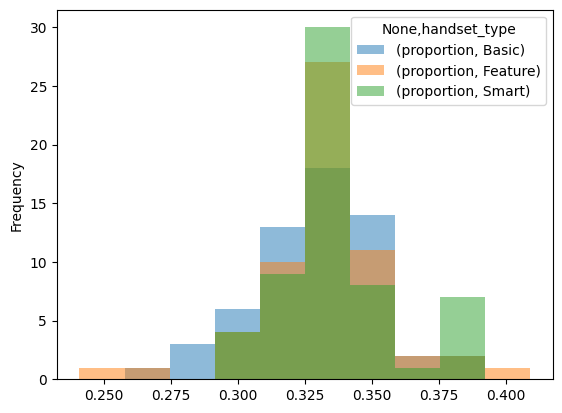 None,handset_type
(proportion, Basic)
(proportion, Feature)
(proportion, Smart)
Frequency
30
25
20
15
10
5
0
0.250 0.275 0.300 0.325 0.350 0.375 0.400